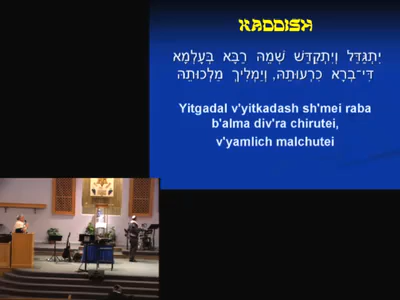 KADDISH
יִתְגַּדַּל וְיִתְקַדַּשׁ שְׁמֵהּ רַבָּא בְּעָלְמָא
דִּי־בְרָא כִרְעוּתֵהּ, וְיַמְלִיךְ מַלְכוּתֵהּ
Yitgadal v'yitkadash sh'mei raba
b'alma div'ra chirutei,
v'yamlich malchutei